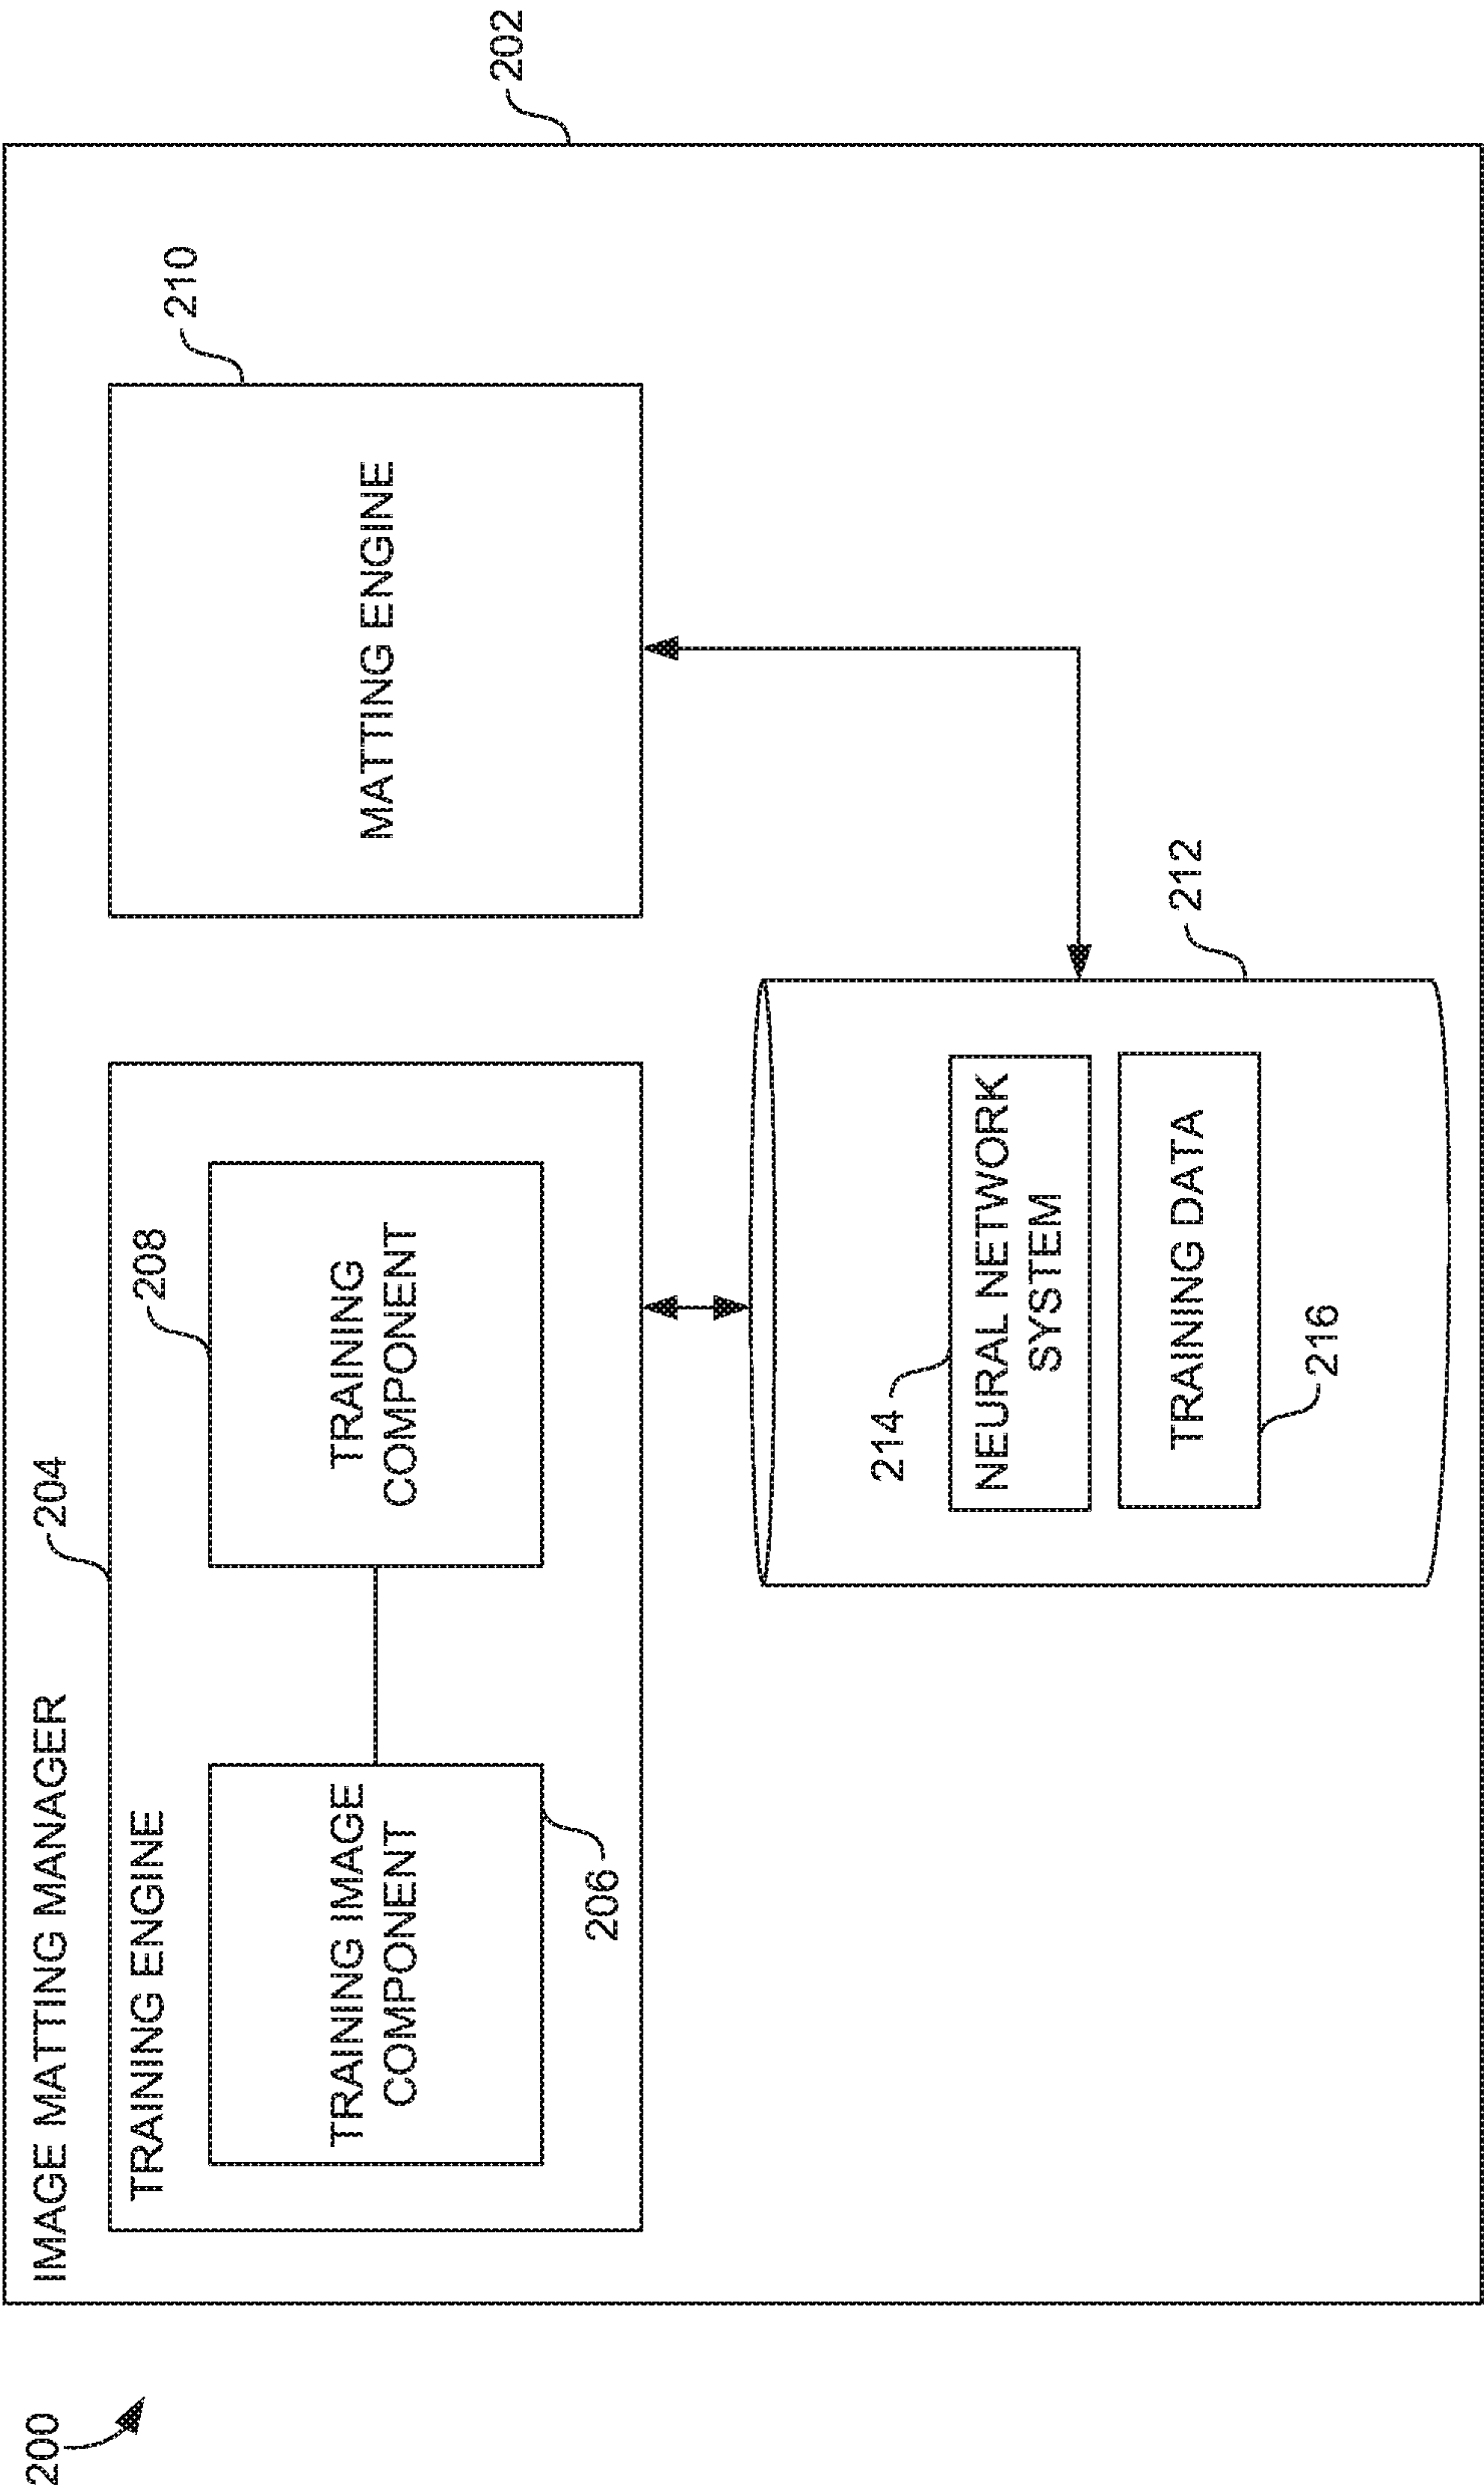 200
202
IMAGE MATTING MANAGER
204
TRAINING ENGINE
208
210
TRAINING IMAGE
COMPONENT
TRAINING
COMPONENT
MATTING ENGINE
206
214
NEURAL NETWORK
SYSTEM
212
TRAINING DATA
216